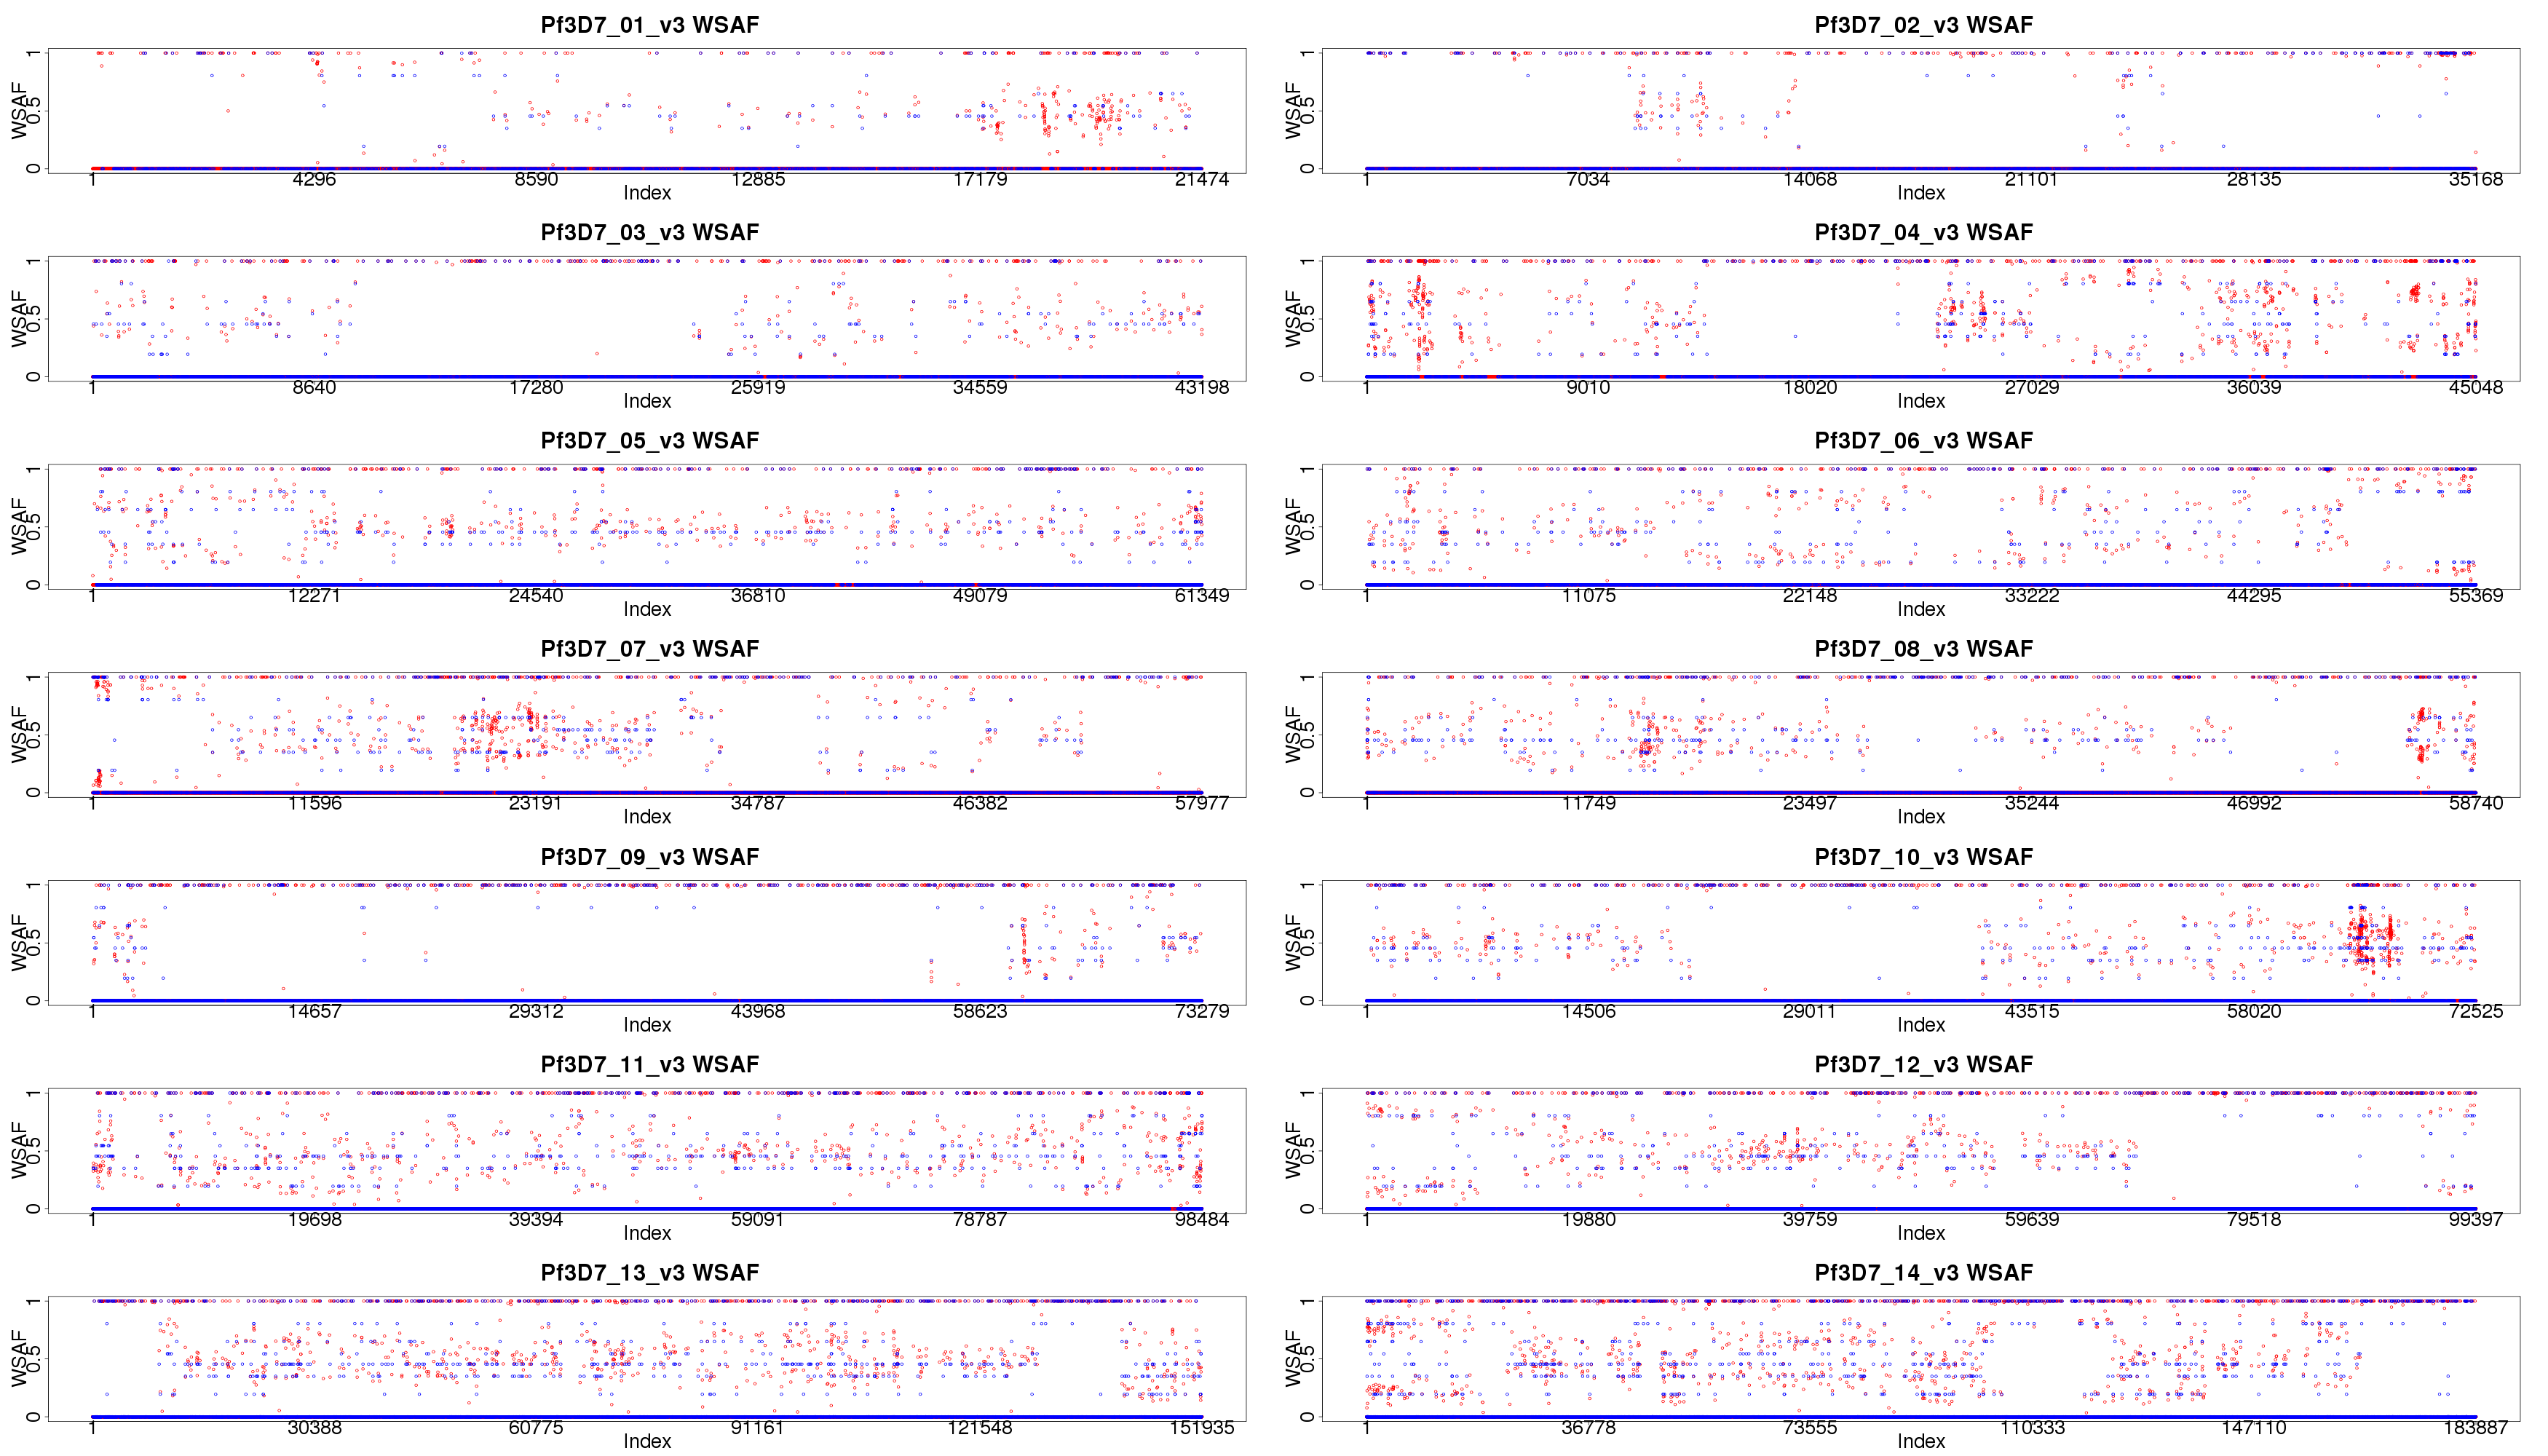 Pf3D7_01_v3 WSAF
WSAF
0 0.5 1
1 4296 8590 12885 17179 21474
Index
Pf3D7_02_v3 WSAF
WSAF
0 0.5 1
1 7034 14068 21101 28135 35168
Index
Pf3D7_03_v3 WSAF
WSAF
0 0.5 1
1 8640 17280 25919 34559 43198
Index
Pf3D7_04_v3 WSAF
WSAF
0 0.5 1
1 9010 18020 27029 36039 45048
Index
Pf3D7_05_v3 WSAF
WSAF
0 0.5 1
1 12271 24540 36810 49079 61349
Index
Pf3D7_06_v3 WSAF
WSAF
0 0.5 1
1 11075 22148 33222 44295 55369
Index
Pf3D7_07_v3 WSAF
WSAF
0 0.5 1
1 11596 23191 34787 46382 57977
Index
Pf3D7_08_v3 WSAF
WSAF
0 0.5 1
1 11749 23497 35244 46992 58740
Index
Pf3D7_09_v3 WSAF
WSAF
0 0.5 1
1 14657 29312 43968 58623 73279
Index
Pf3D7_10_v3 WSAF
WSAF
0 0.5 1
1 14506 29011 43515 58020 72525
Index
Pf3D7_11_v3 WSAF
WSAF
0 0.5 1
1 19698 39394 59091 78787 98484
Index
Pf3D7_12_v3 WSAF
WSAF
0 0.5 1
1 19880 39759 59639 79518 99397
Index
Pf3D7_13_v3 WSAF
WSAF
0 0.5 1
1 30388 60775 91161 121548 151935
Index
Pf3D7_14_v3 WSAF
WSAF
0 0.5 1
1 36778 73555 110333 147110 183887
Index